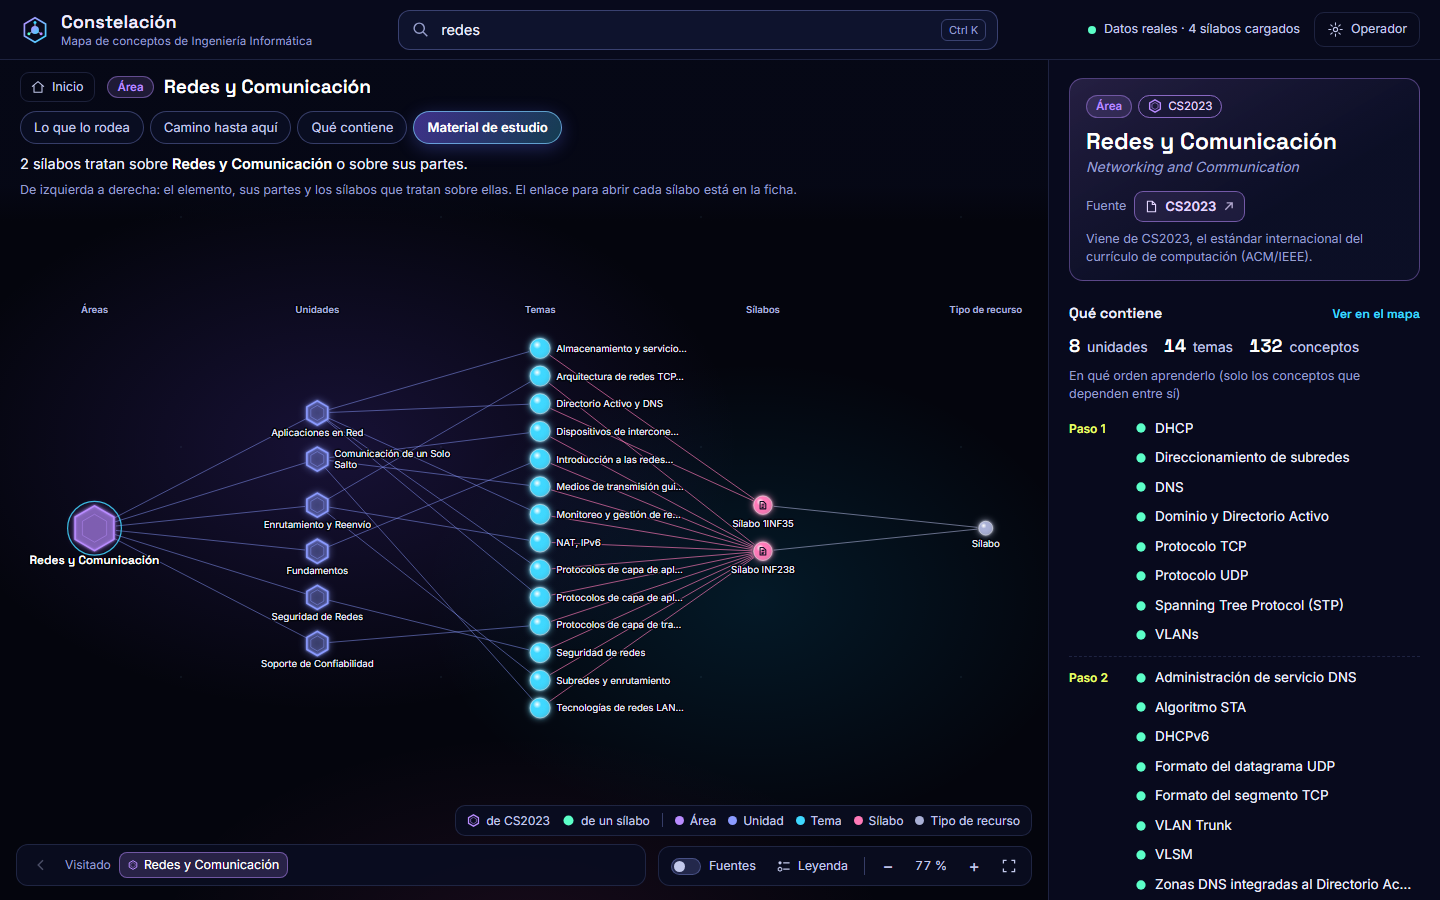 Constelación
Mapa de conceptos de Ingeniería Informática
redes
Ctrl K
Datos reales · 4 sílabos cargados
Operador
Inicio
Área
Redes y Comunicación
Lo que lo rodea
Camino hasta aquí
Qué contiene
Material de estudio
2 sílabos tratan sobre Redes y Comunicación o sobre sus partes.
De izquierda a derecha: el elemento, sus partes y los sílabos que tratan sobre ellas. El enlace para abrir cada sílabo está en la ficha.
Áreas
Unidades
Temas
Sílabos
Tipo de recurso
Redes y Comunicación
Aplicaciones en Red
Comunicación de un Solo
Salto
Enrutamiento y Reenvío
Fundamentos
Seguridad de Redes
Soporte de Confiabilidad
Almacenamiento y servicio...
Arquitectura de redes TCP...
Directorio Activo y DNS
Dispositivos de intercone...
Introducción a las redes...
Medios de transmisión gui...
Monitoreo y gestión de re...
NAT, IPv6
Protocolos de capa de apl...
Protocolos de capa de apl...
Protocolos de capa de tra...
Seguridad de redes
Subredes y enrutamiento
Tecnologías de redes LAN...
Sílabo 1INF35
Sílabo INF238
Sílabo
de CS2023
de un sílabo
Área
Unidad
Tema
Sílabo
Tipo de recurso
Visitado
Redes y Comunicación
Fuentes
Leyenda
−
77 %
+
Área
CS2023
Redes y Comunicación
Networking and Communication
Fuente
CS2023
Viene de CS2023, el estándar internacional del
currículo de computación (ACM/IEEE).
Qué contiene
Ver en el mapa
8 unidades 14 temas 132 conceptos
En qué orden aprenderlo (solo los conceptos que
dependen entre sí)
Paso 1
DHCP
Direccionamiento de subredes
DNS
Dominio y Directorio Activo
Protocolo TCP
Protocolo UDP
Spanning Tree Protocol (STP)
VLANs
Paso 2
Administración de servicio DNS
Algoritmo STA
DHCPv6
Formato del datagrama UDP
Formato del segmento TCP
VLAN Trunk
VLSM
Zonas DNS integradas al Directorio Ac...